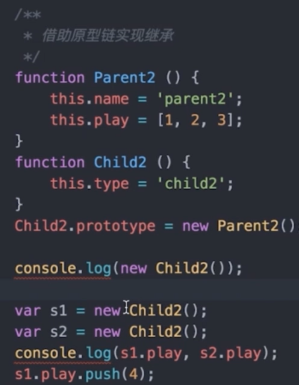 /**
 * 借助原型链实现继承
 */
function Parent2 () {
    this.name = 'parent2';
    this.play = [1, 2, 3];
}
function Child2 () {
    this.type = 'child2';
}
Child2.prototype = new Parent2()
console.log(new Child2());
var s1 = new Child2();
var s2 = new Child2();
console.log(s1.play, s2.play);
s1.play.push(4);